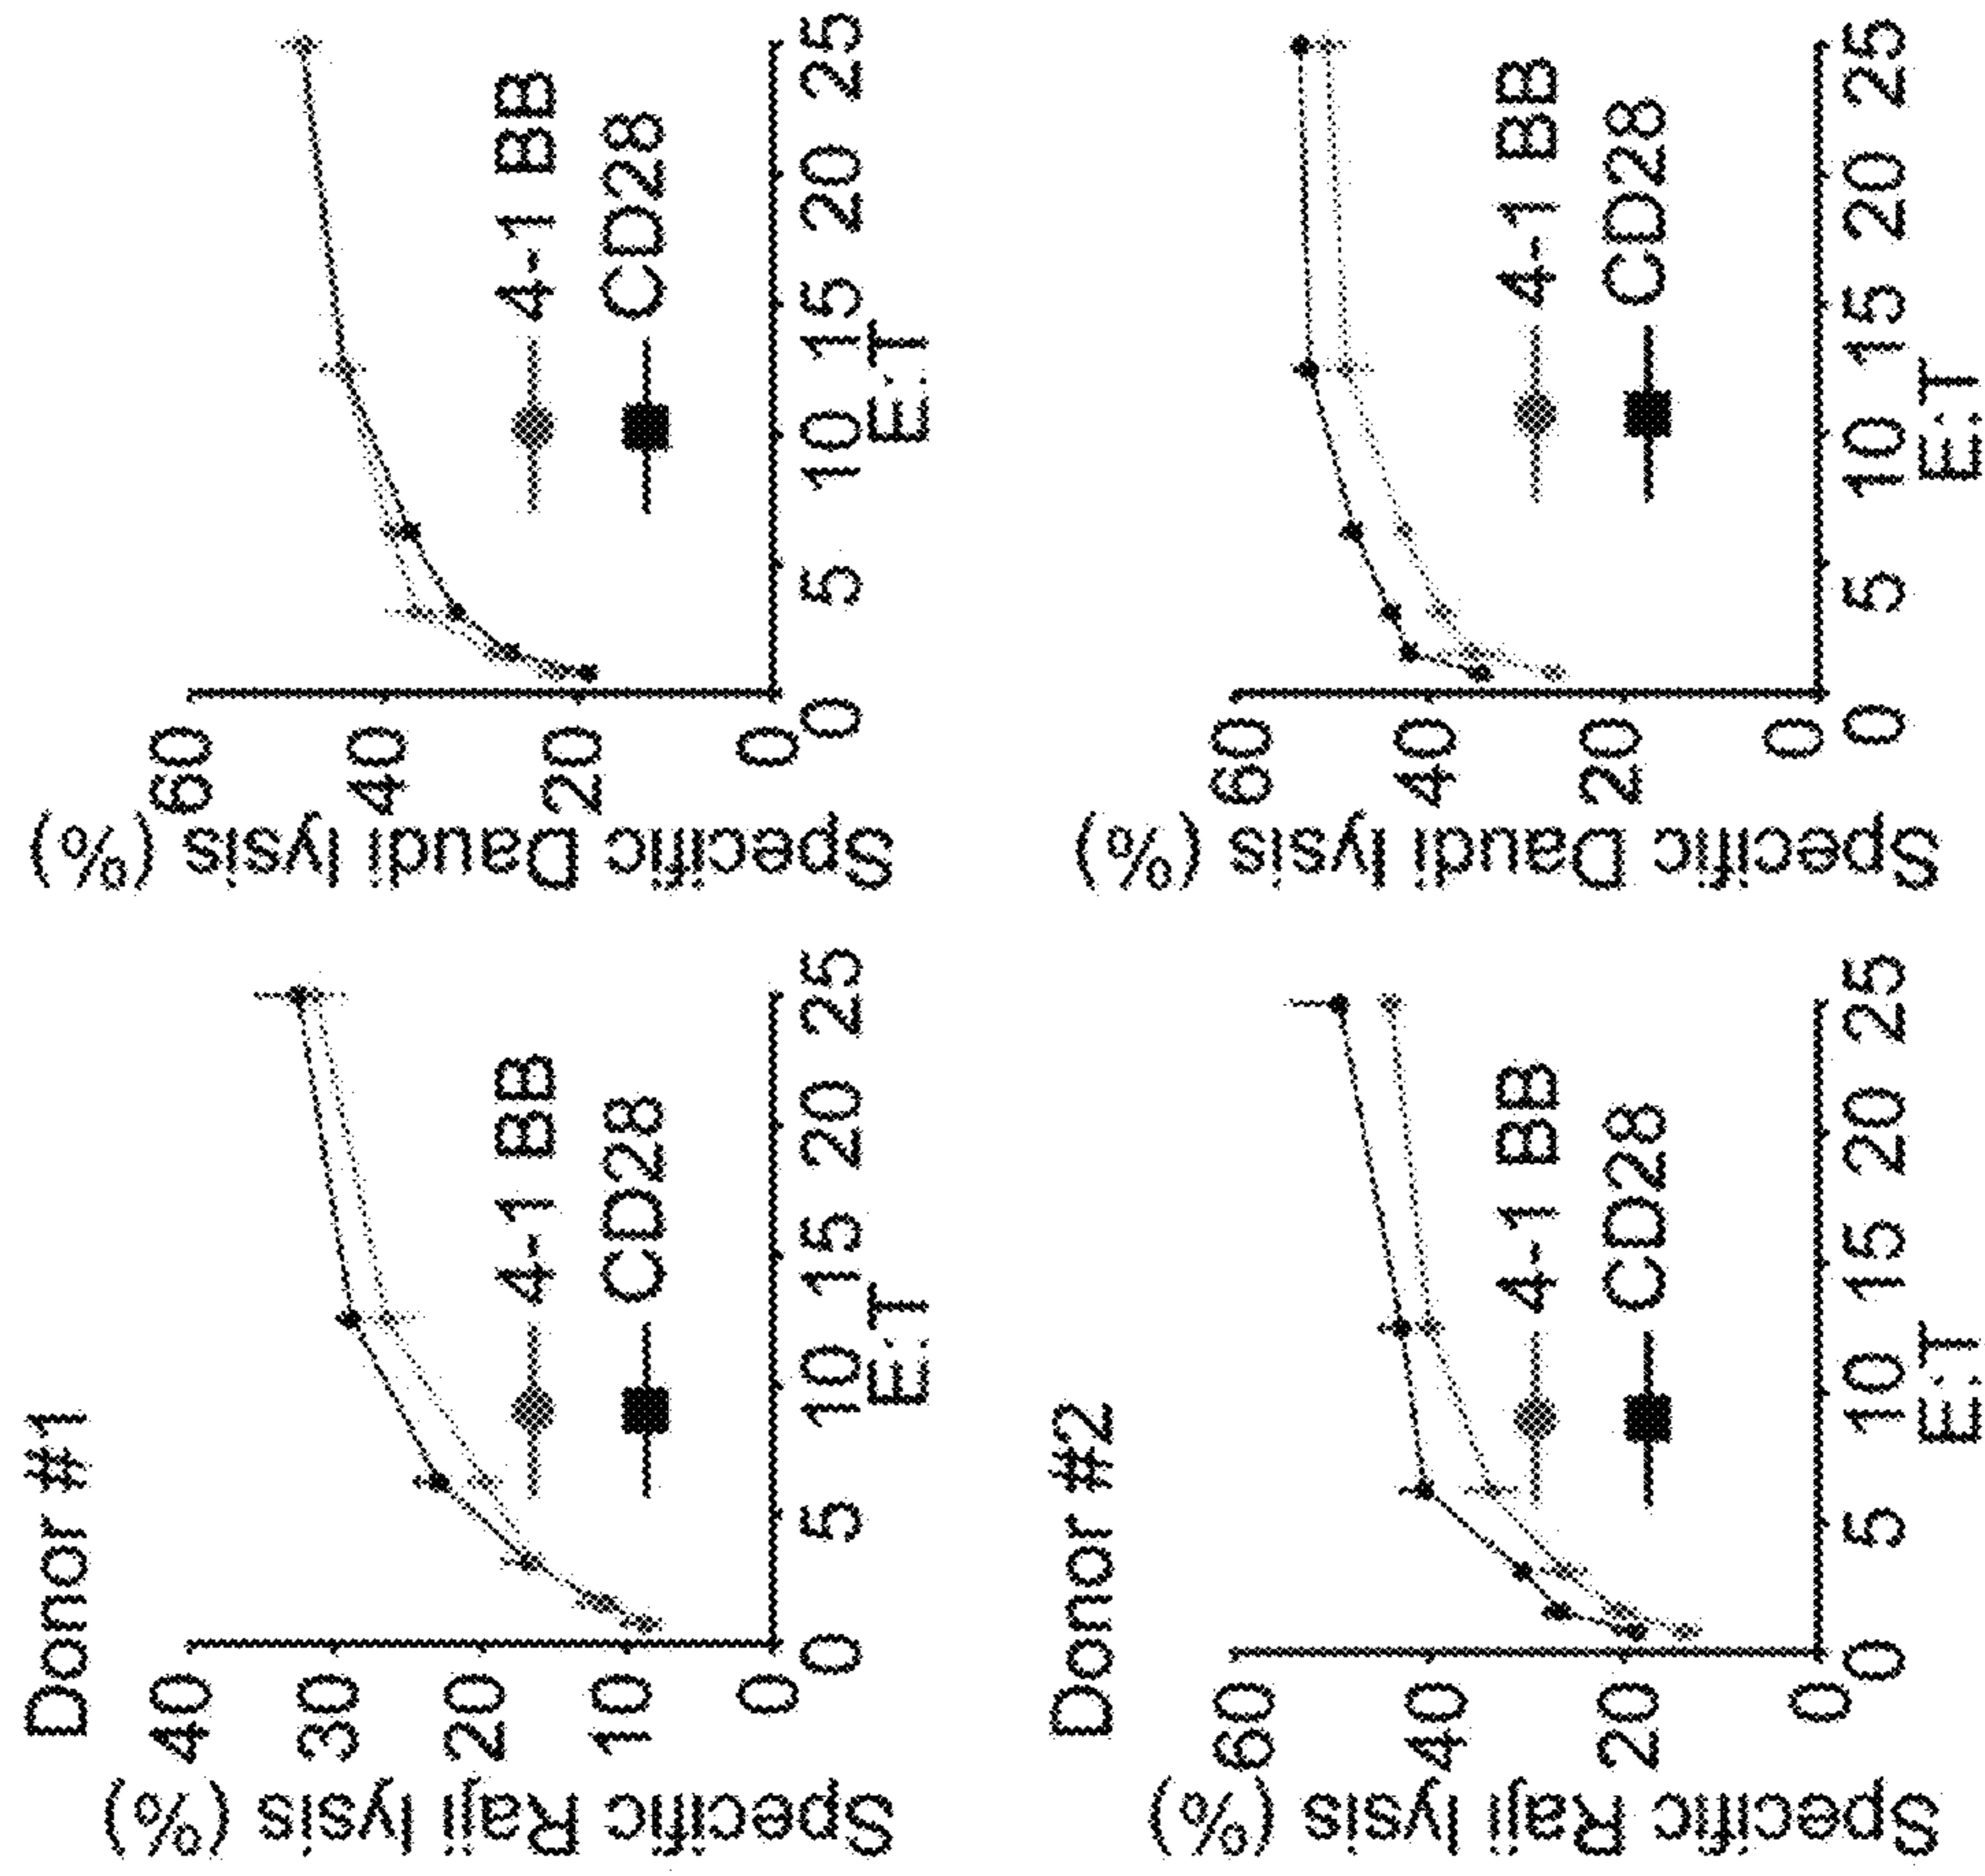 Donor #1
Specific Raji lysis (%)
40
30
20
10
0
4-1 BB
CD28
0 5 10 15 20 25
E:T
Specific Daudi lysis (%)
60
40
20
0
4-1 BB
CD28
0 5 10 15 20 25
E:T
Donor #2
Specific Raji lysis (%)
60
40
20
0
4-1 BB
CD28
0 5 10 15 20 25
E:T
Specific Daudi lysis (%)
60
40
20
0
4-1 BB
CD28
0 5 10 15 20 25
E:T